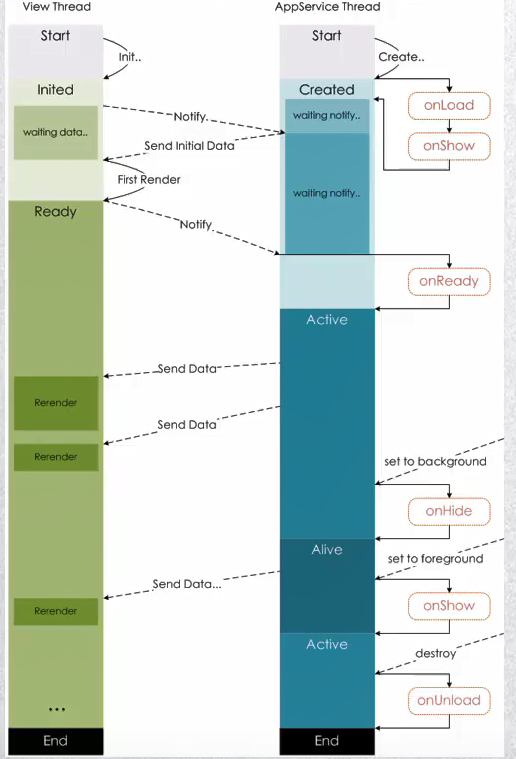 View Thread
AppService Thread
Start
Start
Init..
Create..
Inited
Created
onLoad
waiting data..
waiting notify..
Notify.
Send Initial Data
onShow
First Render
waiting notify..
Ready
Notify
onReady
Active
Send Data
Rerender
Send Data
Rerender
set to background
onHide
Alive
set to foreground
Send Data...
Rerender
onShow
Active
destroy
onUnload
...
End
End